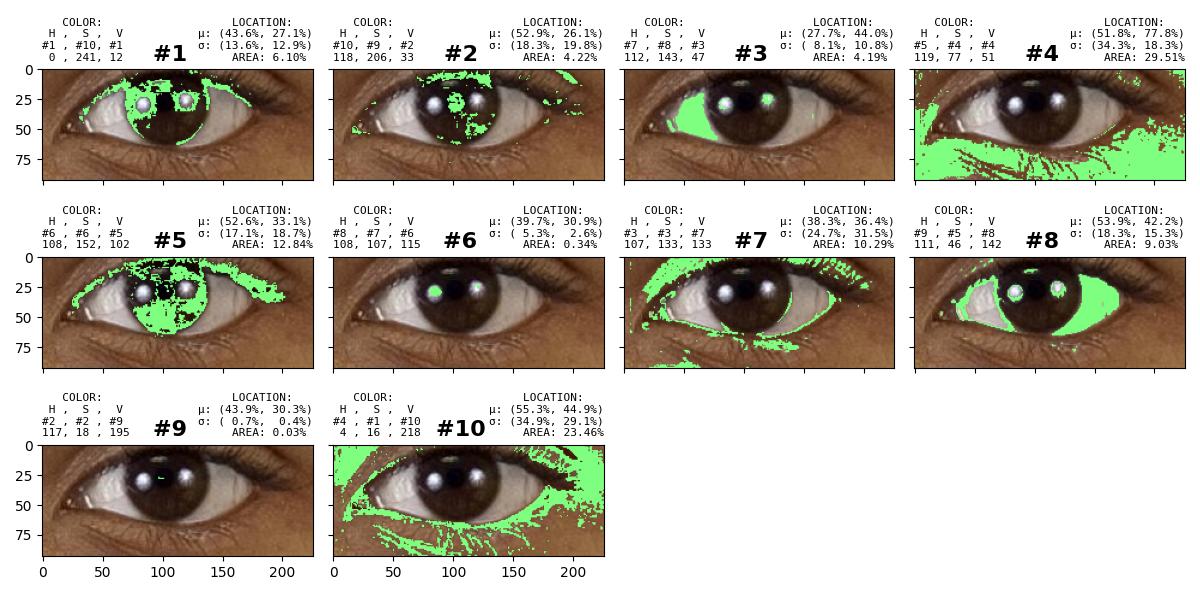 COLOR: LOCATION:
H , S , V μ: (43.6%, 27.1%)
#1 , #10, #1 σ: (13.6%, 12.9%)
0 , 241, 12 #1 AREA: 6.10%
COLOR: LOCATION:
H , S , V μ: (52.9%, 26.1%)
#10, #9 , #2 σ: (18.3%, 19.8%)
118, 206, 33 #2 AREA: 4.22%
COLOR: LOCATION:
H , S , V μ: (27.7%, 44.0%)
#7 , #8 , #3 σ: ( 8.1%, 10.8%)
112, 143, 47 #3 AREA: 4.19%
COLOR: LOCATION:
H , S , V μ: (51.8%, 77.8%)
#5 , #4 , #4 σ: (34.3%, 18.3%)
119, 77 , 51 #4 AREA: 29.51%
0
25
50
75
COLOR: LOCATION:
H , S , V μ: (52.6%, 33.1%)
#6 , #6 , #5 σ: (17.1%, 18.7%)
108, 152, 102 #5 AREA: 12.84%
COLOR: LOCATION:
H , S , V μ: (39.7%, 30.9%)
#8 , #7 , #6 σ: ( 5.3%, 2.6%)
108, 107, 115 #6 AREA: 0.34%
COLOR: LOCATION:
H , S , V μ: (38.3%, 36.4%)
#3 , #3 , #7 σ: (24.7%, 31.5%)
107, 133, 133 #7 AREA: 10.29%
COLOR: LOCATION:
H , S , V μ: (53.9%, 42.2%)
#9 , #5 , #8 σ: (18.3%, 15.3%)
111, 46 , 142 #8 AREA: 9.03%
0
25
50
75
COLOR: LOCATION:
H , S , V μ: (43.9%, 30.3%)
#2 , #2 , #9 σ: ( 0.7%, 0.4%)
117, 18 , 195 #9 AREA: 0.03%
COLOR: LOCATION:
H , S , V μ: (55.3%, 44.9%)
#4 , #1 , #10 σ: (34.9%, 29.1%)
4 , 16 , 218 #10 AREA: 23.46%
0
25
50
75
0 50 100 150 200
0 50 100 150 200